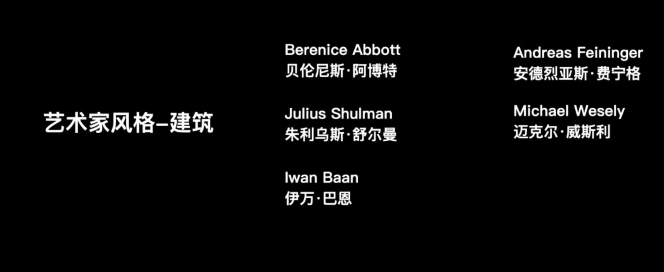 艺术家风格-建筑
Berenice Abbott
贝伦尼斯·阿博特
Julius Shulman
朱利乌斯·舒尔曼
Iwan Baan
伊万·巴恩
Andreas Feininger
安德烈亚斯·费宁格
Michael Wesely
迈克尔·威斯利